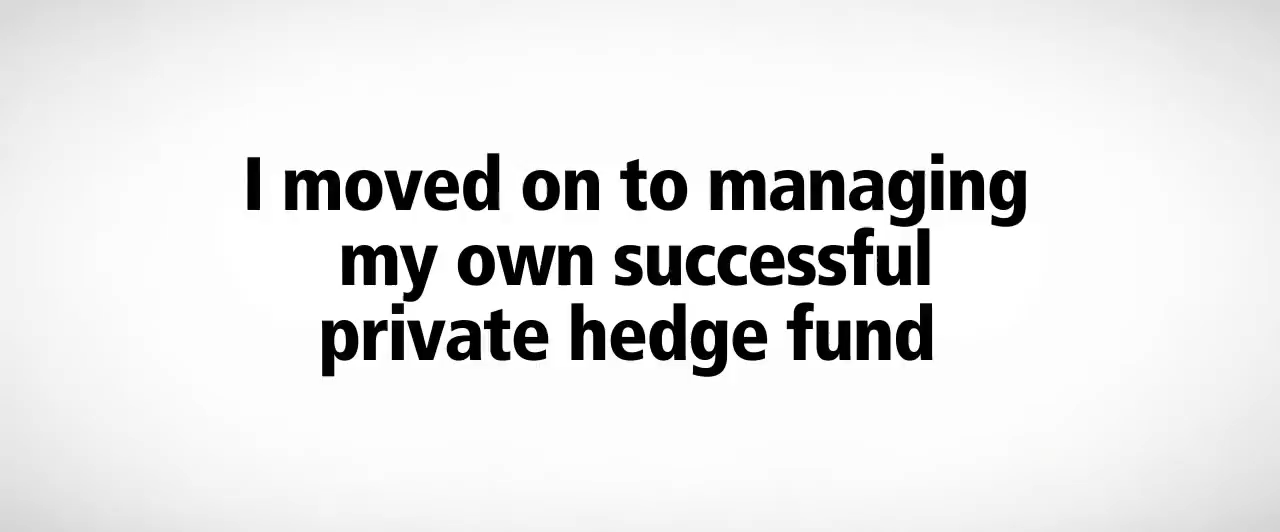 I moved on to managing
my own successful
private hedge fund